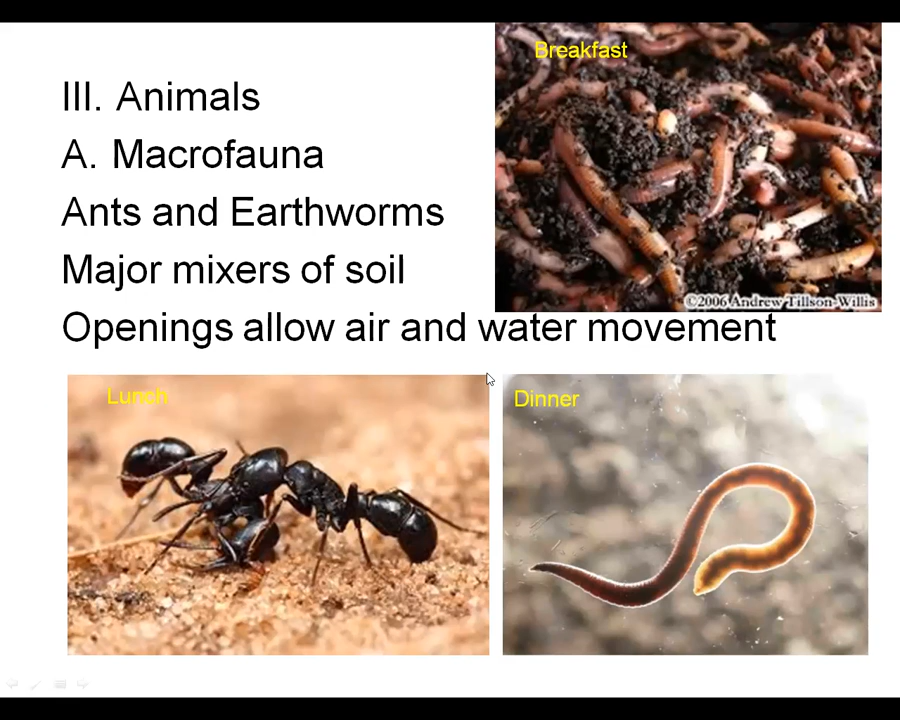 Breakfast
III. Animals
A. Macrofauna
Ants and Earthworms
Major mixers of soil
©2006 Andrew Tillson-Willis
Openings allow air and water movement
Lunch
Dinner